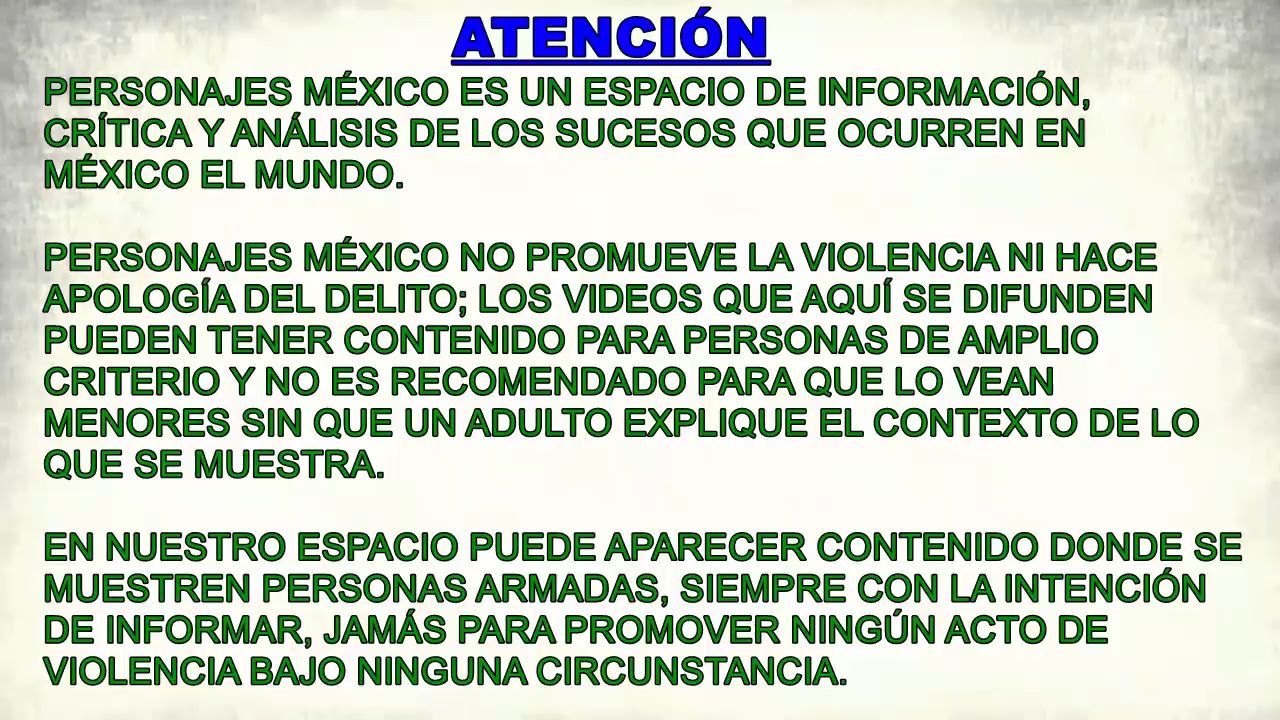 ATENCIÓN
PERSONAJES MÉXICO ES UN ESPACIO DE INFORMACIÓN,
CRÍTICA Y ANÁLISIS DE LOS SUCESOS QUE OCURREN EN
MÉXICO EL MUNDO.
PERSONAJES MÉXICO NO PROMUEVE LA VIOLENCIA NI HACE
APOLOGÍA DEL DELITO; LOS VIDEOS QUE AQUÍ SE DIFUNDEN
PUEDEN TENER CONTENIDO PARA PERSONAS DE AMPLIO
CRITERIO Y NO ES RECOMENDADO PARA QUE LO VEAN
MENORES SIN QUE UN ADULTO EXPLIQUE EL CONTEXTO DE LO
QUE SE MUESTRA.
EN NUESTRO ESPACIO PUEDE APARECER CONTENIDO DONDE SE
MUESTREN PERSONAS ARMADAS, SIEMPRE CON LA INTENCIÓN
DE INFORMAR, JAMÁS PARA PROMOVER NINGÚN ACTO DE
VIOLENCIA BAJO NINGUNA CIRCUNSTANCIA.